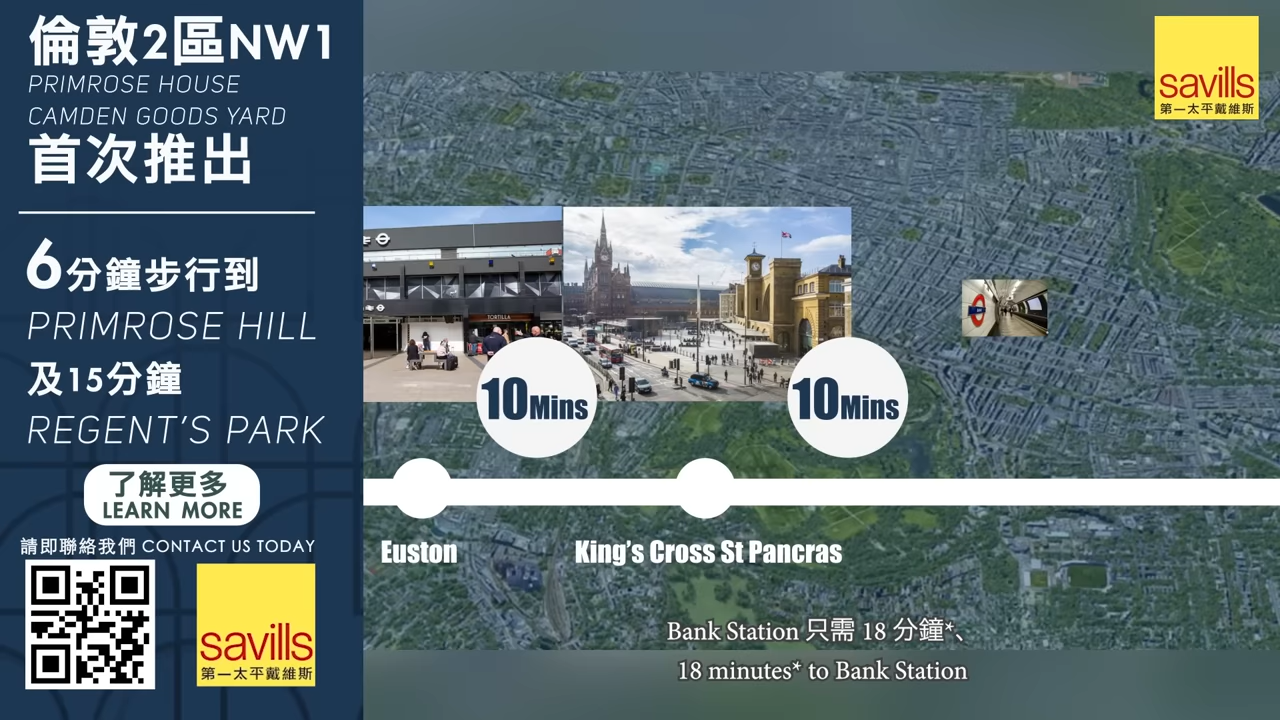 倫敦2區NW1
PRIMROSE HOUSE
CAMDEN GOODS YARD
首次推出
6分鐘步行到
PRIMROSE HILL
及15分鐘
REGENT'S PARK
了解更多
LEARN MORE
請即聯絡我們 CONTACT US TODAY
savills
第一太平戴維斯
savills
第一太平戴維斯
TORTILLA
10Mins
10Mins
Euston
King's Cross St Pancras
Bank Station 只需 18 分鐘*、
18 minutes* to Bank Station